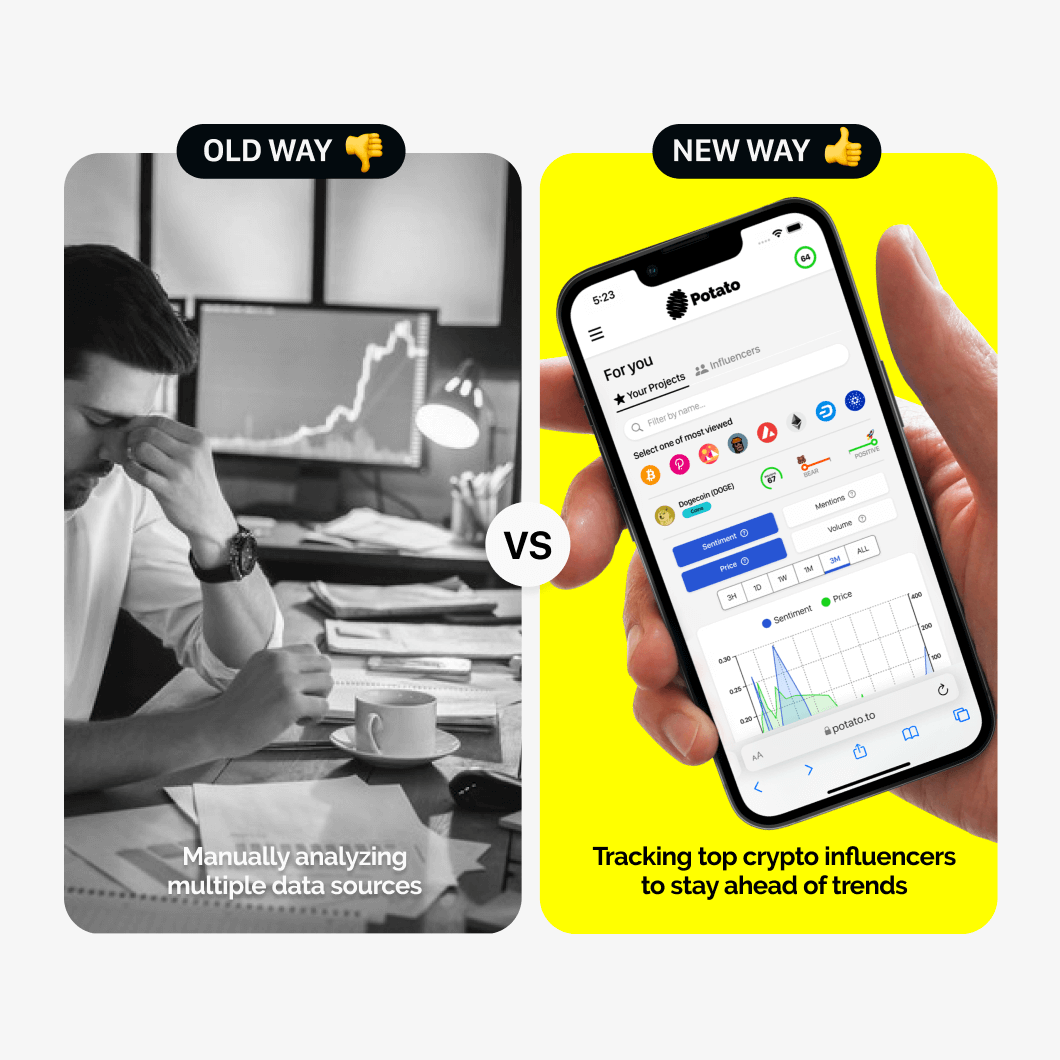 OLD WAY 👎
NEW WAY 👍
VS
Manually analyzing
multiple data sources
5:23
64
Potato
For you
Your Projects
Influencers
Filter by name...
Select one of most viewed
Dogecoin (DOGE)
Coins
67
BEAR
POSITIVE
Sentiment
Mentions
Price
Volume
3H 1D 1W 1M 3M ALL
Sentiment Price
0.30
0.25
0.20
400
200
100
AA
potato.to
Tracking top crypto influencers
to stay ahead of trends